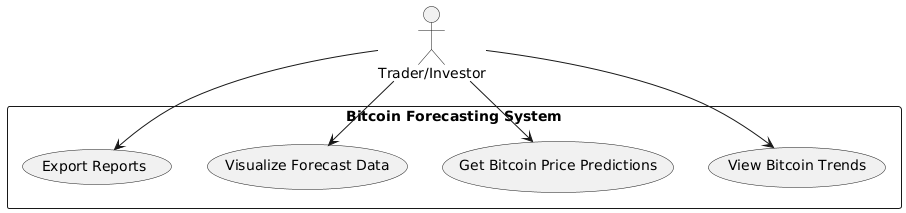 Trader/Investor
Bitcoin Forecasting System
Export Reports
Visualize Forecast Data
Get Bitcoin Price Predictions
View Bitcoin Trends